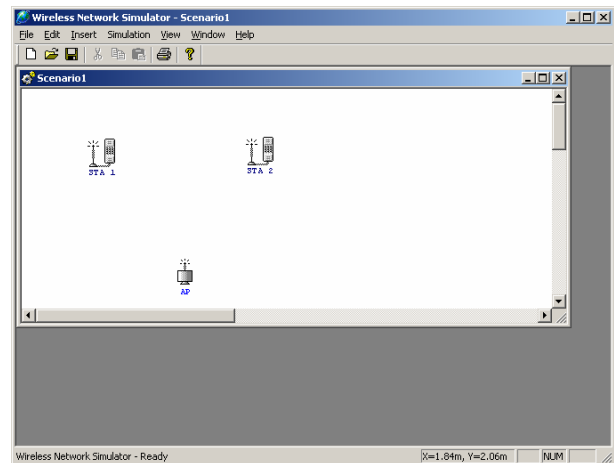 Wireless Network Simulator - Scenario1
File Edit Insert Simulation View Window Help
Scenario1
STA 1
STA 2
AP
Wireless Network Simulator - Ready
X=1.84m, Y=2.06m
NUM